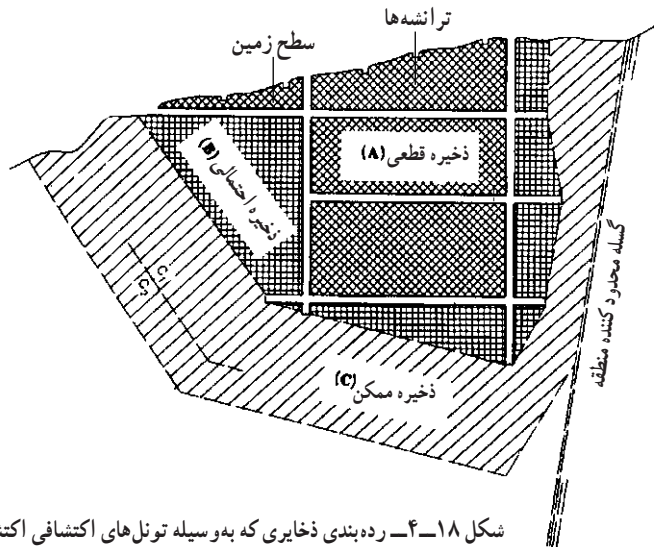 ترانشه‌ها
سطح زمین
ذخیره قطعی (A)
ذخیره احتمالی (B)
گسله محدود کننده منطقه
C₁
C₂
ذخیره ممکن (C)
شکل ۱۸ــ۴ــ رده‌بندی ذخایری که به‌وسیله تونل‌های اکتشافی